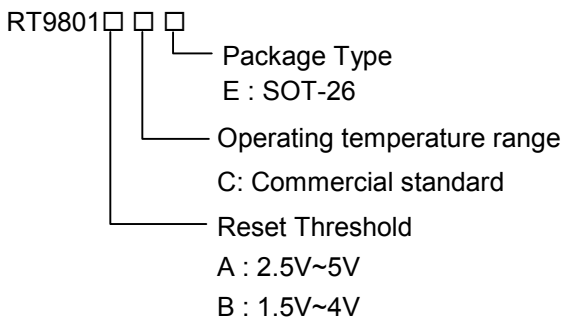 RT9801□ □ □
Package Type
E : SOT-26
Operating temperature range
C: Commercial standard
Reset Threshold
A : 2.5V~5V
B : 1.5V~4V